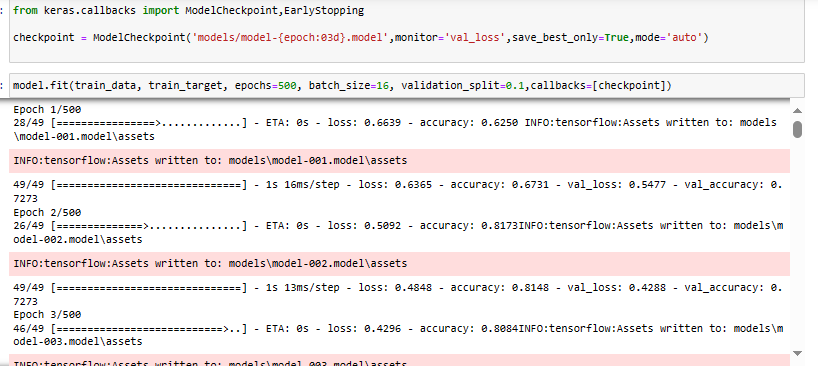 : from keras.callbacks import ModelCheckpoint,EarlyStopping
checkpoint = ModelCheckpoint('models/model-{epoch:03d}.model',monitor='val_loss',save_best_only=True,mode='auto')
: model.fit(train_data, train_target, epochs=500, batch_size=16, validation_split=0.1,callbacks=[checkpoint])
Epoch 1/500
28/49 [================>.............] - ETA: 0s - loss: 0.6639 - accuracy: 0.6250 INFO:tensorflow:Assets written to: models
\model-001.model\assets
INFO:tensorflow:Assets written to: models\model-001.model\assets
49/49 [==============================] - 1s 16ms/step - loss: 0.6365 - accuracy: 0.6731 - val_loss: 0.5477 - val_accuracy: 0.
7273
Epoch 2/500
26/49 [==============>...............] - ETA: 0s - loss: 0.5092 - accuracy: 0.8173INFO:tensorflow:Assets written to: models\m
odel-002.model\assets
INFO:tensorflow:Assets written to: models\model-002.model\assets
49/49 [==============================] - 1s 13ms/step - loss: 0.4848 - accuracy: 0.8148 - val_loss: 0.4288 - val_accuracy: 0.
7273
Epoch 3/500
46/49 [===========================>..] - ETA: 0s - loss: 0.4296 - accuracy: 0.8084INFO:tensorflow:Assets written to: models\m
odel-003.model\assets
INFO:tensorflow:Assets written to: models\model-003.model\assets